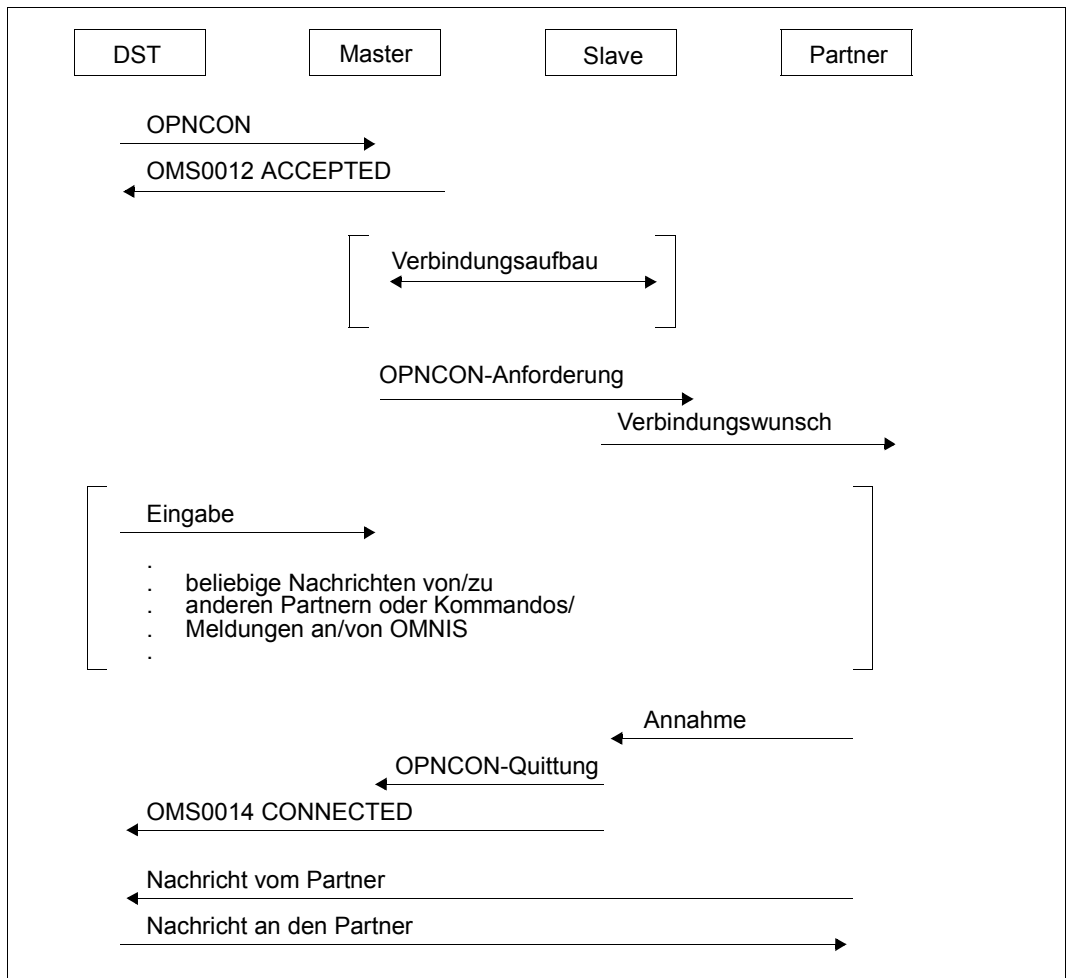 DST Master Slave Partner
OPNCON
OMS0012 ACCEPTED
Verbindungsaufbau
OPNCON-Anforderung
Verbindungswunsch
Eingabe
.
. beliebige Nachrichten von/zu
. anderen Partnern oder Kommandos/
. Meldungen an/von OMNIS
.
Annahme
OPNCON-Quittung
OMS0014 CONNECTED
Nachricht vom Partner
Nachricht an den Partner